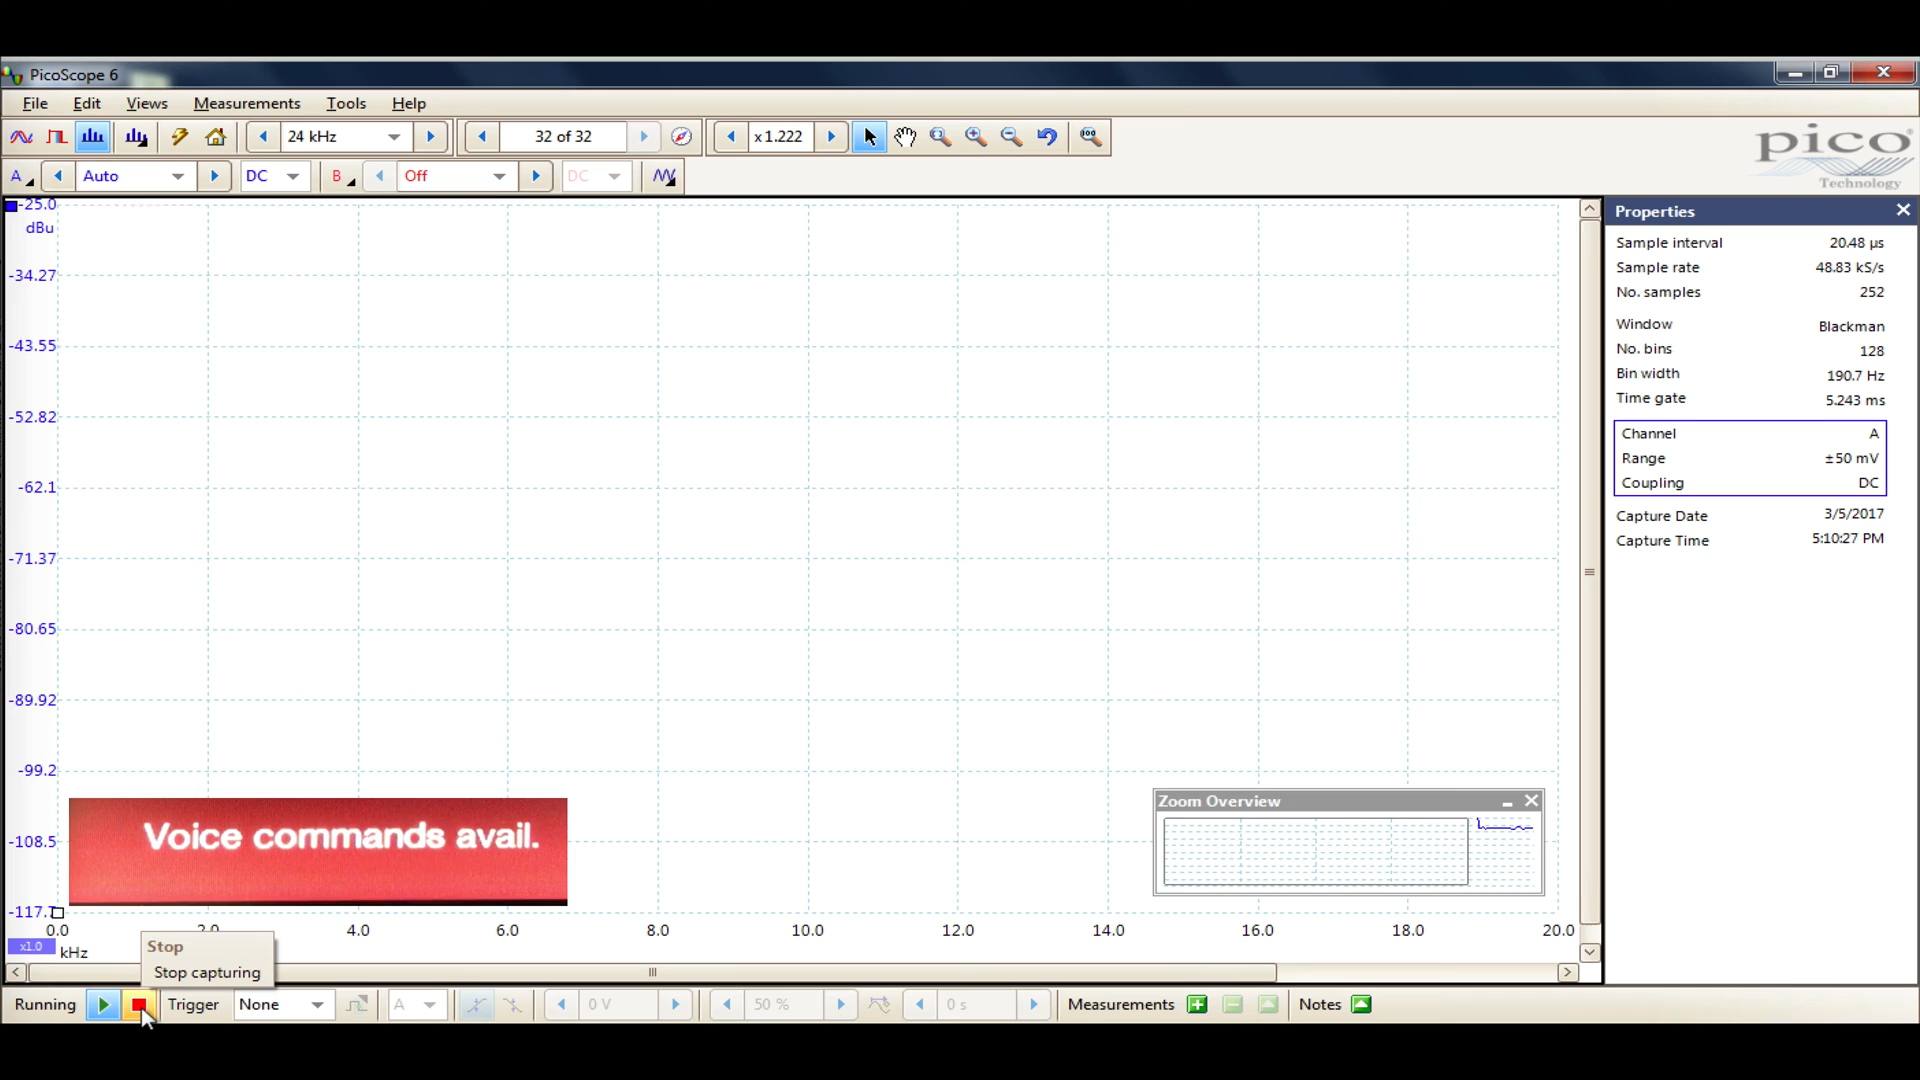 PicoScope 6
File Edit Views Measurements Tools Help
24 kHz 32 of 32 x1.222
pico
Technology
A Auto DC B Off DC
-25.0
dBu
-34.27
-43.55
-52.82
-62.1
-71.37
-80.65
-89.92
-99.2
-108.5
-117.7
0.0 2.0 4.0 6.0 8.0 10.0 12.0 14.0 16.0 18.0 20.0
x1.0 kHz
Voice commands avail.
Zoom Overview
Stop
Stop capturing
Properties
Sample interval 20.48 µs
Sample rate 48.83 kS/s
No. samples 252
Window Blackman
No. bins 128
Bin width 190.7 Hz
Time gate 5.243 ms
Channel A
Range ±50 mV
Coupling DC
Capture Date 3/5/2017
Capture Time 5:10:27 PM
Running Trigger None A 0 V 50 % 0 s Measurements Notes